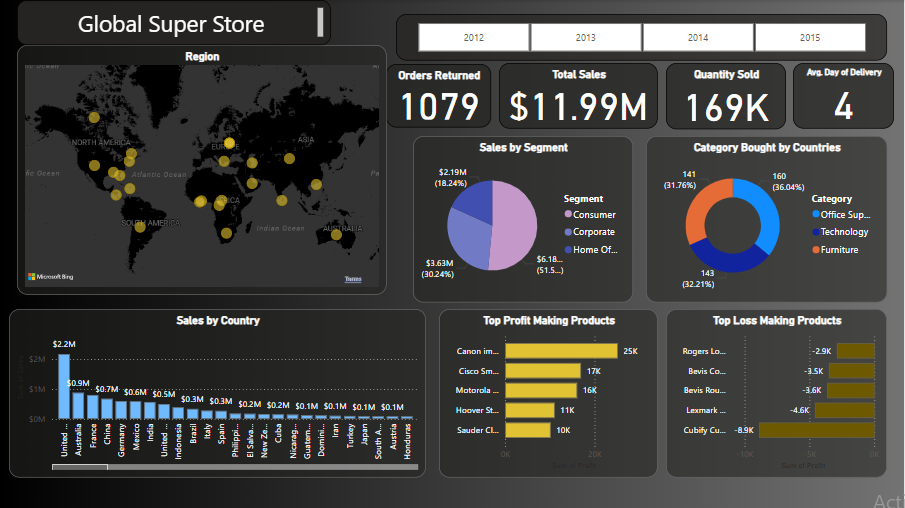 Global Super Store
2012
2013
2014
2015
Region
NORTH AMERICA
EUROPE
ASIA
Atlantic Ocean
SOUTH AMERICA
Indian Ocean
AUSTRALIA
Microsoft Bing
Terms
Orders Returned
1079
Total Sales
$11.99M
Quantity Sold
169K
Avg. Day of Delivery
4
Sales by Segment
$2.19M
(18.24%)
$3.63M
(30.24%)
$6.18...
(51.5...)
Segment
Consumer
Corporate
Home Of...
Category Bought by Countries
141
(31.76%)
160
(36.04%)
143
(32.21%)
Category
Office Sup...
Technology
Furniture
Sales by Country
$2M
$1M
$0M
$2.2M
$0.9M
$0.7M
$0.6M
$0.5M
$0.3M
$0.3M
$0.2M
$0.2M
$0.1M
$0.1M
$0.1M
United ...
Australia
France
China
Germany
Mexico
India
United ...
Indonesia
Brazil
Italy
Spain
Philippi...
El Salva...
New Ze...
Cuba
Nicarag...
Guatem...
Domini...
Iran
Turkey
Japan
South A...
Austria
Honduras
Top Profit Making Products
Canon im...
25K
Cisco Sm...
17K
Motorola ...
16K
Hoover St...
11K
Sauder Cl...
10K
0K
20K
Sum of Profit
Top Loss Making Products
Rogers Lo...
-2.9K
Bevis Co...
-3.5K
Bevis Rou...
-3.6K
Lexmark ...
-4.6K
Cubify Cu...
-8.9K
-10K
-5K
0K
Sum of Profit
Acti